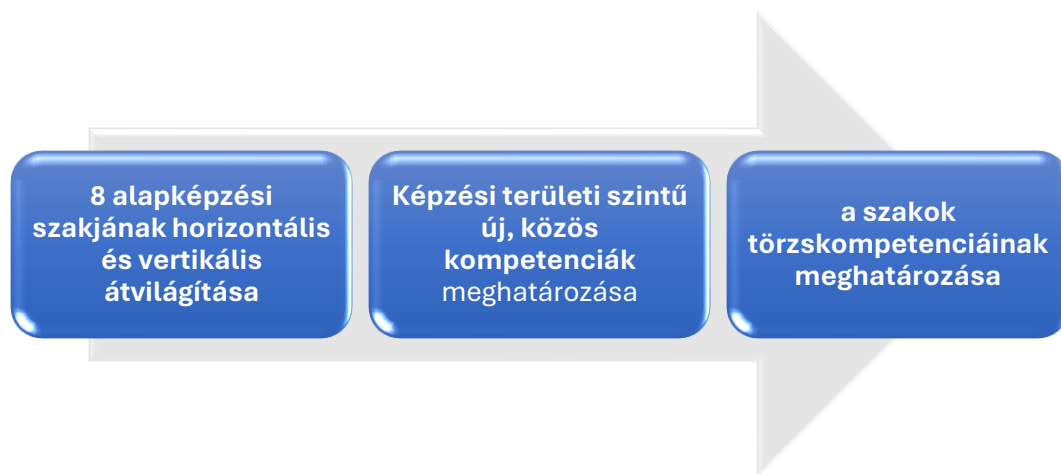 8 alapképzési
szakjának horizontális
és vertikális
átvilágítása
Képzési területi szintű
új, közös
kompetenciák
meghatározása
a szakok
törzskompetenciáinak
meghatározása